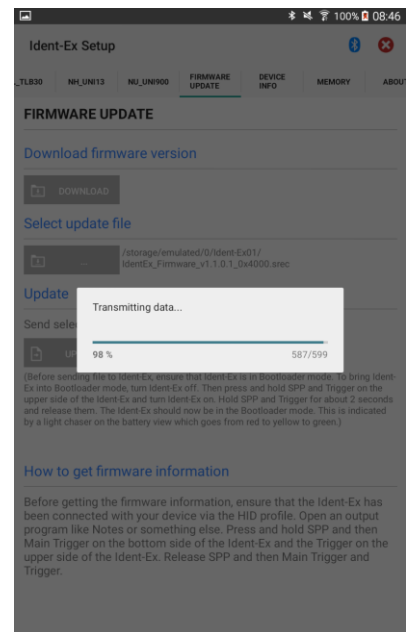 100% 08:46
Ident-Ex Setup
_TLB30 NH_UNI13 NU_UNI900 FIRMWARE UPDATE DEVICE INFO MEMORY ABOU
FIRMWARE UPDATE
Download firmware version
DOWNLOAD
Select update file
... /storage/emulated/0/Ident-Ex01/
IdentEx_Firmware_v1.1.0.1_0x4000.srec
Update
Transmitting data...
Send sele
98 % 587/599
UP
(Before sending file to Ident-Ex, ensure that Ident-Ex is in Bootloader mode. To bring Ident-
Ex into Bootloader mode, turn Ident-Ex off. Then press and hold SPP and Trigger on the
upper side of the Ident-Ex and turn Ident-Ex on. Hold SPP and Trigger for about 2 seconds
and release them. The Ident-Ex should now be in the Bootloader mode. This is indicated
by a light chaser on the battery view which goes from red to yellow to green.)
How to get firmware information
Before getting the firmware information, ensure that the Ident-Ex has
been connected with your device via the HID profile. Open an output
program like Notes or something else. Press and hold SPP and then
Main Trigger on the bottom side of the Ident-Ex and the Trigger on the
upper side of the Ident-Ex. Release SPP and then Main Trigger and
Trigger.